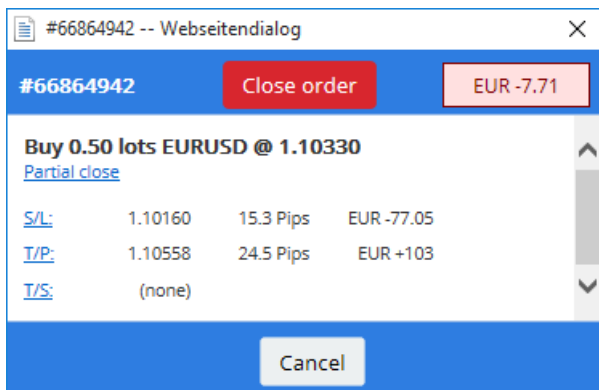 #66864942 -- Webseitendialog
#66864942 Close order EUR -7.71
Buy 0.50 lots EURUSD @ 1.10330
Partial close
S/L: 1.10160 15.3 Pips EUR -77.05
T/P: 1.10558 24.5 Pips EUR +103
T/S: (none)
Cancel